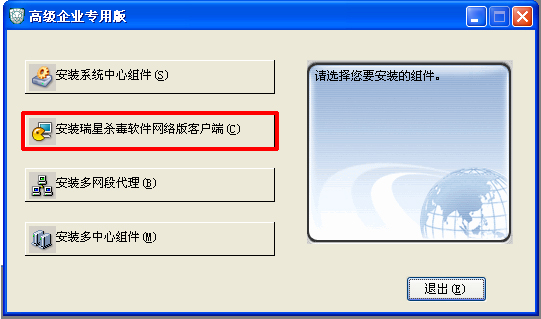 高级企业专用版
安装系统中心组件(S)
请选择您要安装的组件。
安装瑞星杀毒软件网络版客户端(C)
安装多网段代理(R)
安装多中心组件(M)
退出(E)